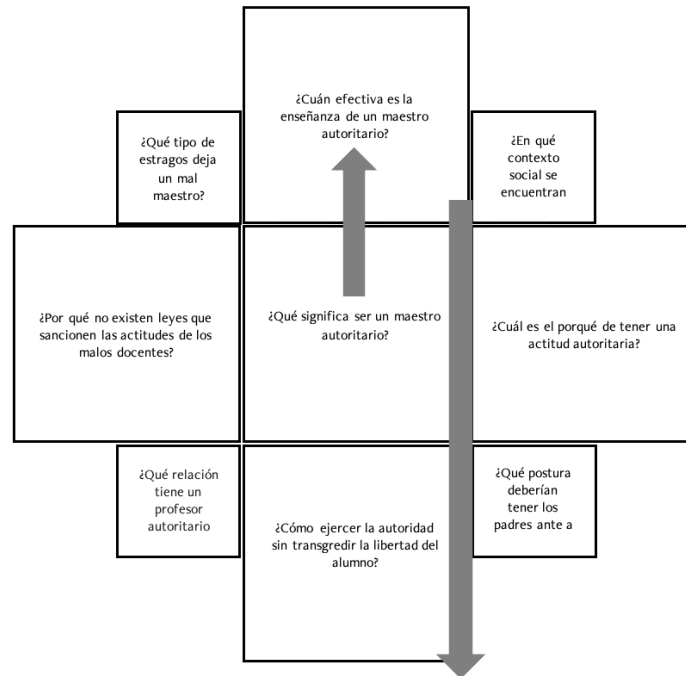 ¿Cuán efectiva es la
enseñanza de un maestro
autoritario?
¿Qué tipo de
estragos deja
un mal
maestro?
¿En qué
contexto
social se
encuentran
¿Por qué no existen leyes que
sancionen las actitudes de los
malos docentes?
¿Qué significa ser un maestro
autoritario?
¿Cuál es el porqué de tener una
actitud autoritaria?
¿Qué relación
tiene un
profesor
autoritario
¿Cómo ejercer la autoridad
sin transgredir la libertad del
alumno?
¿Qué postura
deberían
tener los
padres ante a